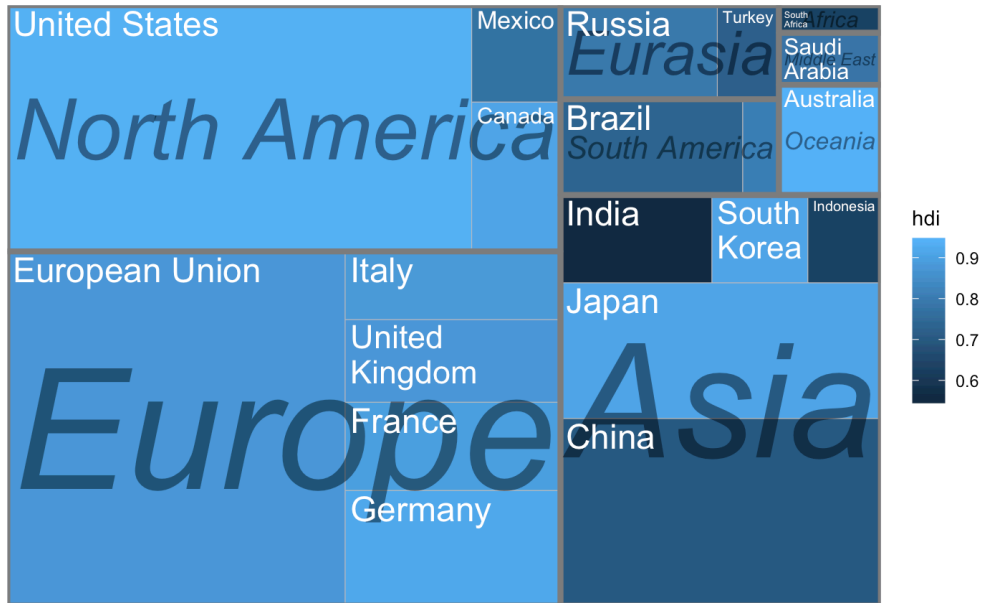 United States
Mexico
Canada
North America
Russia
Turkey
Eurasia
South
Africa
Africa
Saudi
Arabia
Middle East
Brazil
South America
Australia
Oceania
European Union
Italy
United
Kingdom
France
Germany
Europe
India
South
Korea
Indonesia
Japan
China
Asia
hdi
0.9
0.8
0.7
0.6